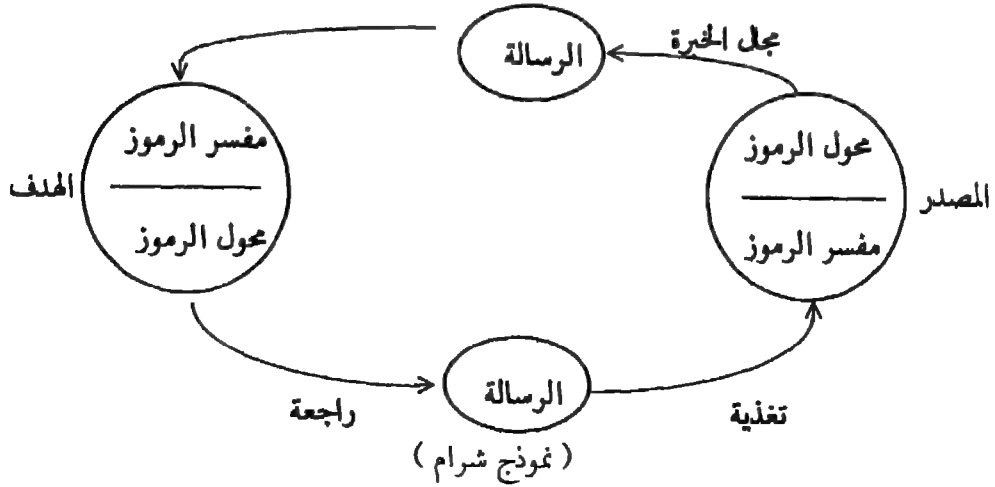 مجال الخبرة
الرسالة
المصدر
محول الرموز
مفسر الرموز
الهدف
مفسر الرموز
محول الرموز
الرسالة
تغذية
راجعة
( نموذج شرام )